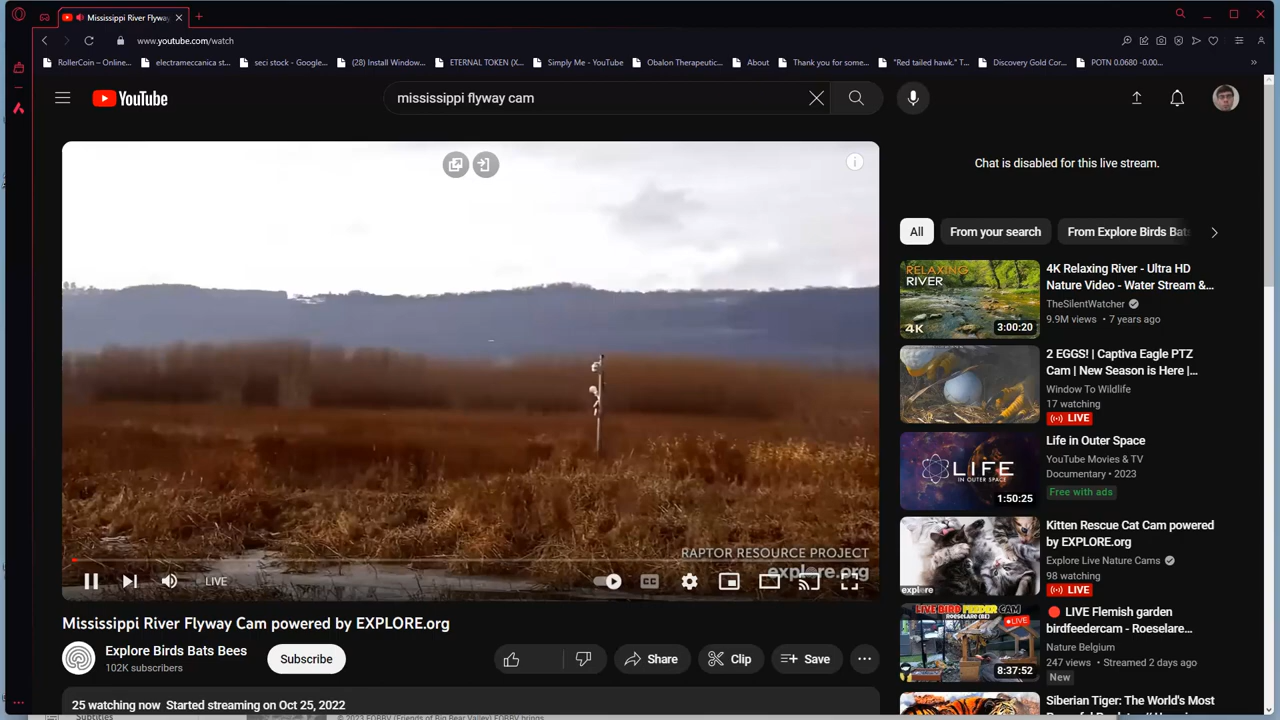 Mississippi River Flyway
www.youtube.com/watch
RollerCoin – Online...
electrameccanica st...
seci stock - Google...
(28) Install Window...
ETERNAL TOKEN (X...
Simply Me - YouTube
Obalon Therapeutic...
About
Thank you for some...
"Red tailed hawk." T...
Discovery Gold Cor...
POTN 0.0680 -0.00...
YouTube
mississippi flyway cam
Chat is disabled for this live stream.
All
From your search
From Explore Birds Bats
RELAXING
RIVER
4K
3:00:20
4K Relaxing River - Ultra HD
Nature Video - Water Stream &...
TheSilentWatcher
9.9M views • 7 years ago
2 EGGS! | Captiva Eagle PTZ
Cam | New Season is Here |...
Window To Wildlife
17 watching
LIVE
LIFE
IN OUTER SPACE
1:50:25
Life in Outer Space
YouTube Movies & TV
Documentary • 2023
Free with ads
explore
Kitten Rescue Cat Cam powered
by EXPLORE.org
Explore Live Nature Cams
98 watching
LIVE
LIVE BIRD FEEDER CAM
ROESELARE (BE)
LIVE
8:37:52
LIVE Flemish garden
birdfeedercam - Roeselare...
Nature Belgium
247 views • Streamed 2 days ago
New
Siberian Tiger: The World's Most
RAPTOR RESOURCE PROJECT
explore.org
LIVE
CC
Mississippi River Flyway Cam powered by EXPLORE.org
Explore Birds Bats Bees
102K subscribers
Subscribe
Share
Clip
Save
25 watching now Started streaming on Oct 25, 2022